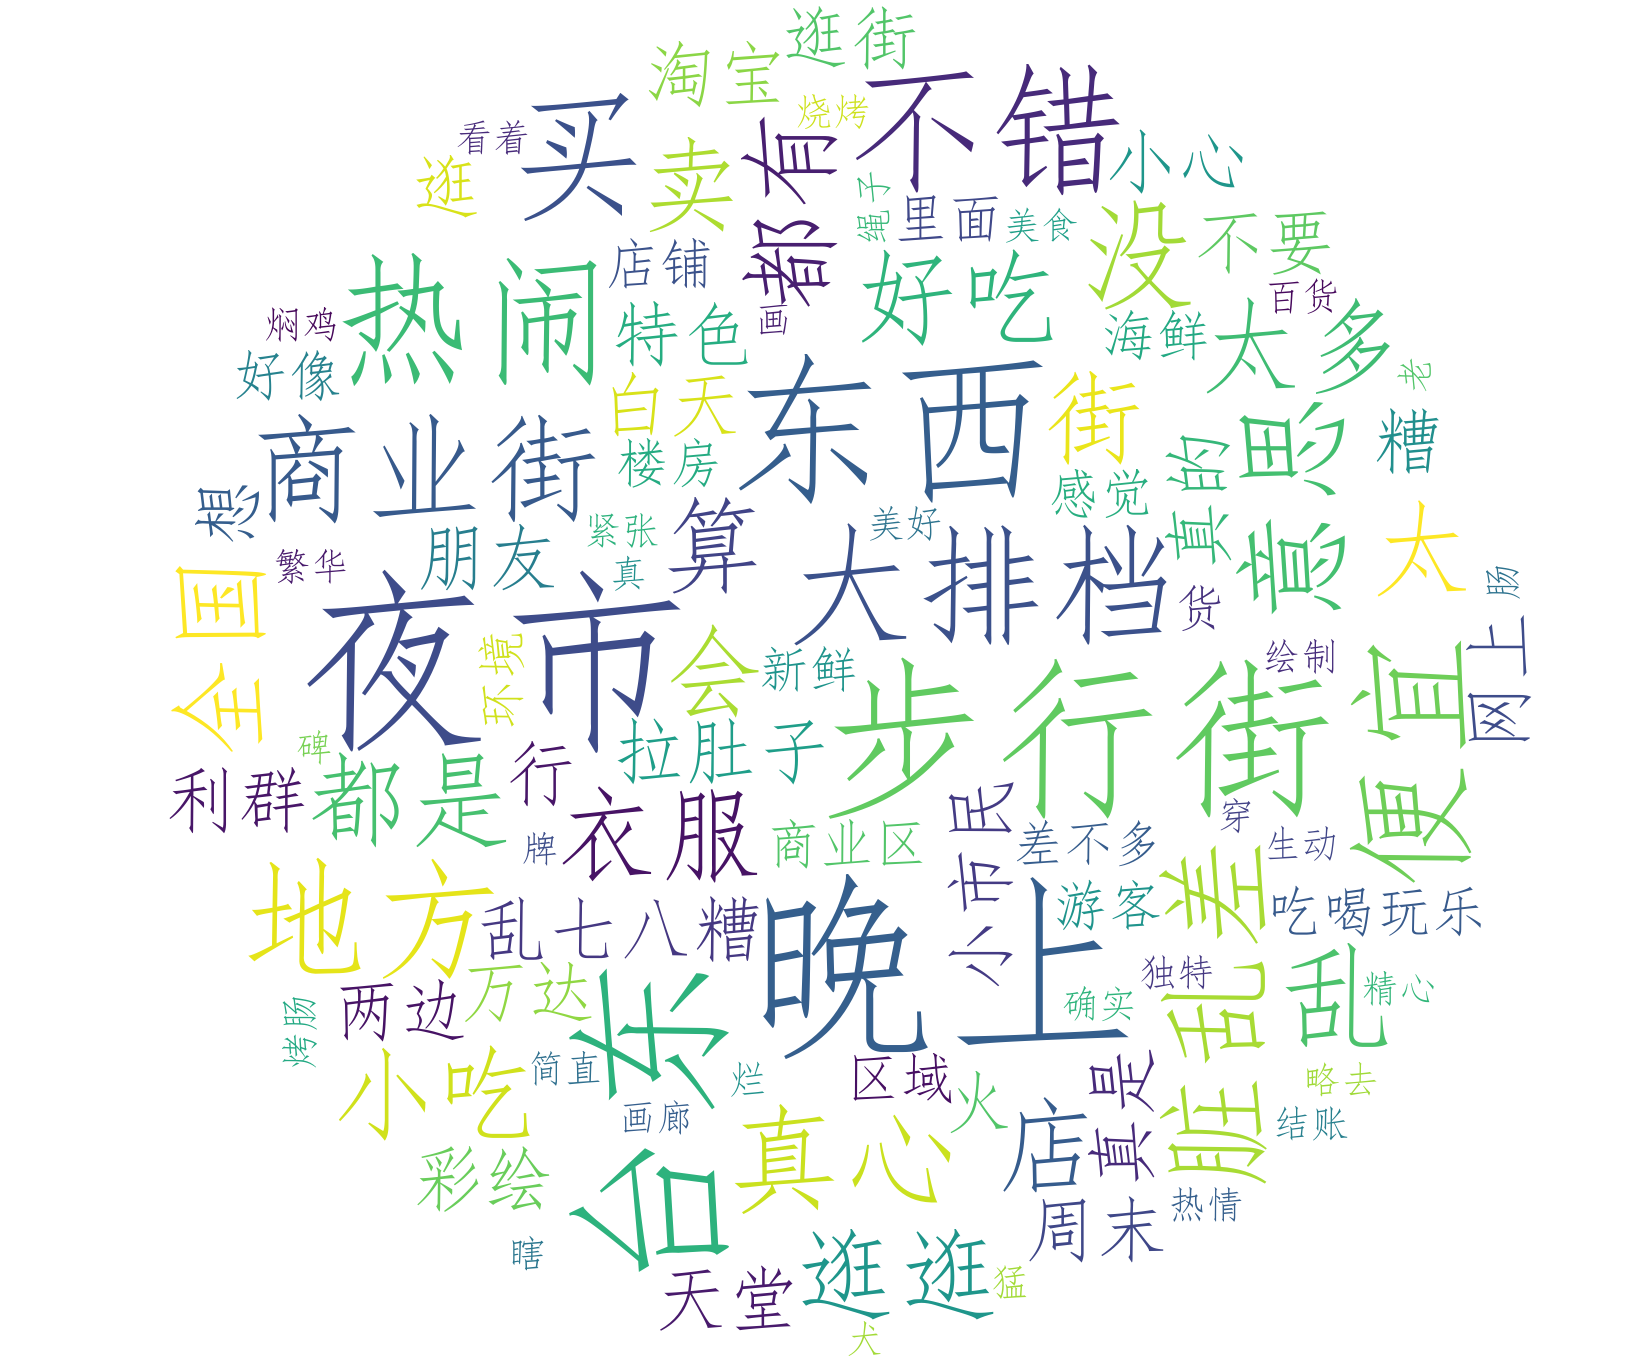 逛街
淘宝
不错
烧烤
买
看着
卖
都有
小心
逛
绳子
里面
美食
没
不要
店铺
热闹
好吃
百货
焖鸡
特色
画
海鲜
太多
好像
白天
东西
街
老
商业街
楼房
感觉
真的
意思
糟
想
朋友
紧张
算
美好
大排档
太
繁华
真
肠
全国
夜市
环境
会
新鲜
货
绘制
便宜
网上
步行街
碑
拉肚子
利群
都是
行
衣服
牌
商业区
小市民
差不多
穿
生动
地方
乱七八糟
晚上
游客
脏乱差
吃喝玩乐
万达
两边
台东
独特
乱
精心
确实
烤肠
小吃
简直
烂
区域
火
真是
略去
画廊
真心
店
结账
彩绘
周末
热情
瞎
天堂
逛逛
猛
犬